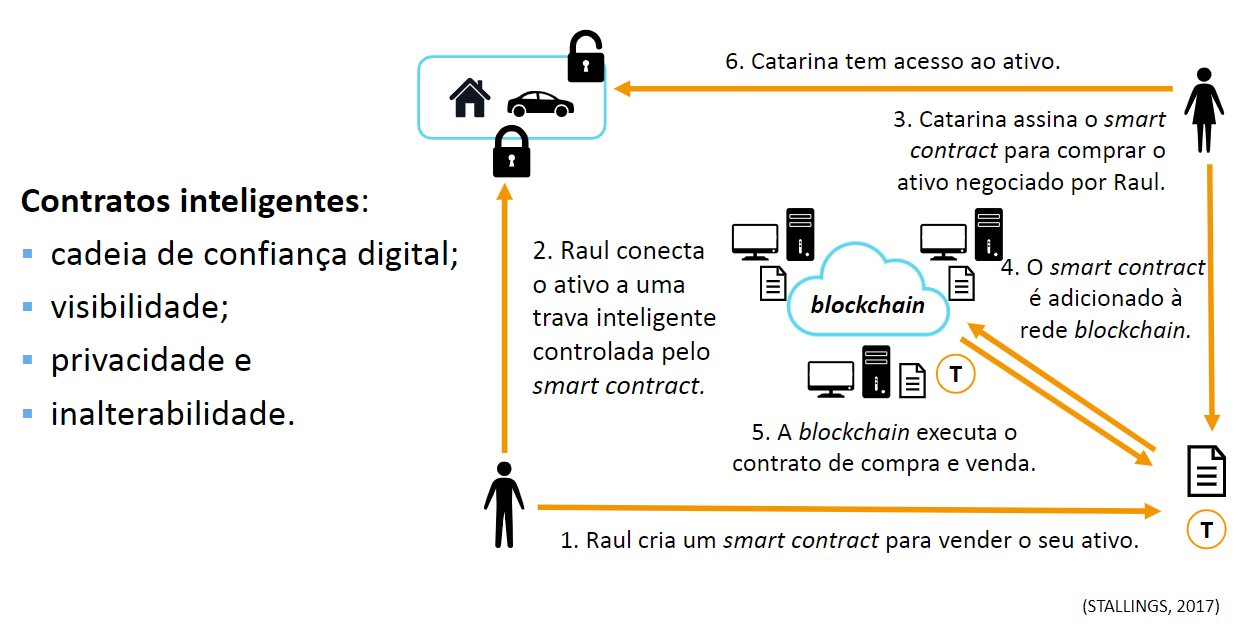 Contratos inteligentes:
cadeia de confiança digital;
visibilidade;
privacidade e
inalterabilidade.
1. Raul cria um smart contract para vender o seu ativo.
T
2. Raul conecta
o ativo a uma
trava inteligente
controlada pelo
smart contract.
3. Catarina assina o smart
contract para comprar o
ativo negociado por Raul.
4. O smart contract
é adicionado à
rede blockchain.
blockchain
T
5. A blockchain executa o
contrato de compra e venda.
6. Catarina tem acesso ao ativo.
(STALLINGS, 2017)